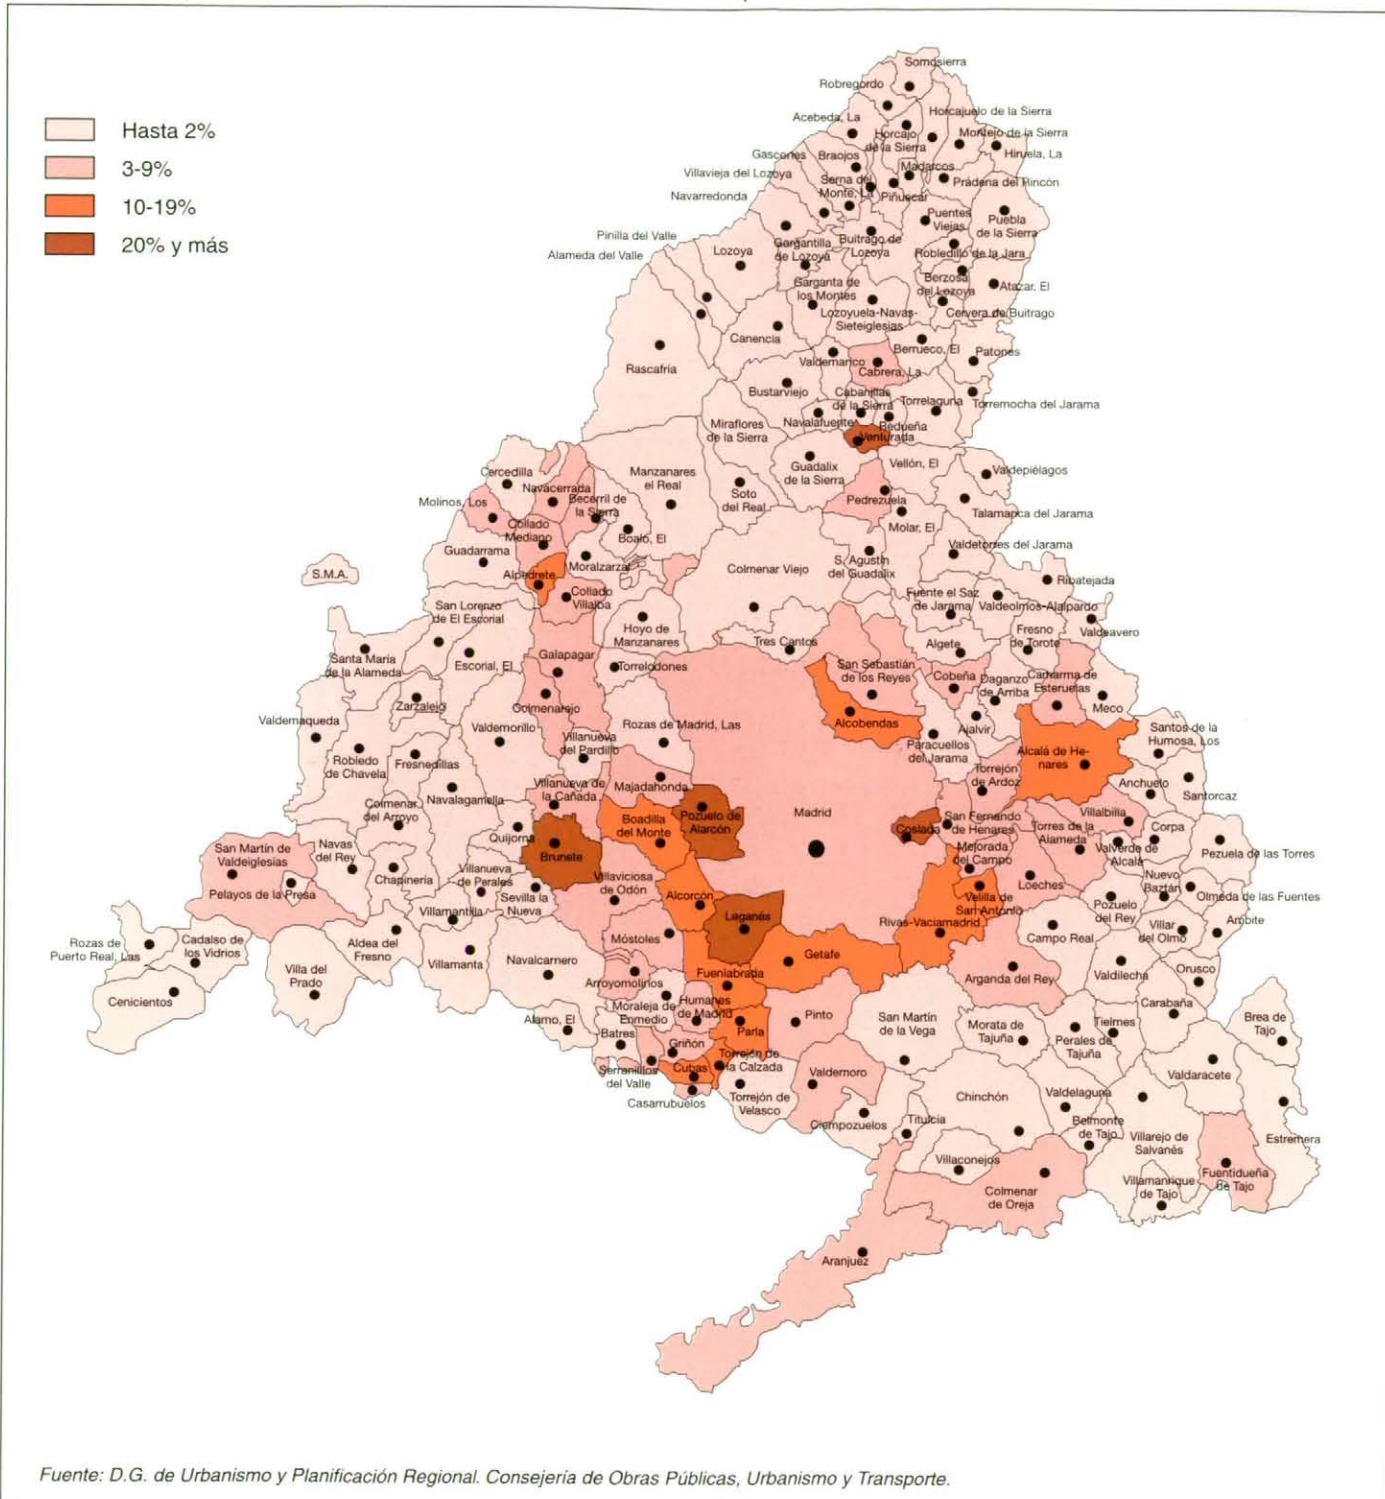 Hasta 2%
3-9%
10-19%
20% y más
Somosierra
Robregordo
Horcajuelo de la Sierra
Acebeda, La
Horcajo
de la Sierra
Montejo de la Sierra
Hiruela, La
Gascones
Braojos
Madarcos
Villavieja del Lozoya
Serna del
Monte, La
Piñuecar
Prádena del Rincón
Navarredonda
Puentes
Viejas
Puebla
de la Sierra
Pinilla del Valle
Alameda del Valle
Lozoya
Gargantilla
de Lozoya
Buitrago de
Lozoya
Robledillo de la Jara
Garganta de
los Montes
Berzosa
del Lozoya
Atazar. El
Lozoyuela-Navas-
Sieteiglesias
Cervera de Buitrago
Canencia
Rascafría
Valdemanco
Cabrera, La
Berrueco, El
Patones
Bustarviejo
Cabanillas
de la Sierra
Torrelaguna
Torremocha del Jarama
Miraflores
de la Sierra
Navalafuente
Redueña
Venturada
Cercedilla
Navacerrada
Manzanares
el Real
Guadalix
de la Sierra
Vellón, El
Valdepiélagos
Molinos, Los
Becerril de
la Sierra
Soto
del Real
Pedrezuela
Talamanca del Jarama
Collado
Mediano
Boalo, El
Molar, El
Guadarrama
Moralzarzal
S. Agustín
del Guadalix
Valdetorres del Jarama
S.M.A.
Alpedrete
Colmenar Viejo
Ribatejada
Collado
Villalba
Fuente el Saz
de Jarama
Valdeolmos-Alalpardo
San Lorenzo
de El Escorial
Hoyo de
Manzanares
Tres Cantos
Algete
Fresno
de Torote
Valdeavero
Santa María
de la Alameda
Escorial, El
Galapagar
Torrelodones
San Sebastián
de los Reyes
Cobeña
Daganzo
de Arriba
Camarma de
Esteruelas
Meco
Zarzalejo
Colmenarejo
Valdemaqueda
Valdemorillo
Rozas de Madrid, Las
Alcobendas
Ajalvir
Santos de la
Humosa, Los
Robledo
de Chavela
Fresnedillas
Villanueva
del Pardillo
Paracuellos
del Jarama
Alcalá de He-
nares
Torrejón
de Ardoz
Anchuelo
Santorcaz
Navalagamella
Villanueva de
la Cañada
Majadahonda
Colmenar
del Arroyo
Quijorna
Boadilla
del Monte
Pozuelo de
Alarcón
Madrid
Coslada
San Fernando
de Henares
Torres de la
Alameda
Villalbilla
Corpa
San Martín de
Valdeiglesias
Navas
del Rey
Brunete
Mejorada
del Campo
Valverde de
Alcalá
Pezuela de las Torres
Pelayos de la Presa
Chapinería
Villanueva
de Perales
Villaviciosa
de Odón
Loeches
Nuevo
Baztán
Olmeda de las Fuentes
Sevilla la
Nueva
Alcorcón
Velilla de
San Antonio
Pozuelo
del Rey
Villamantilla
Leganés
Rivas-Vaciamadrid
Villar
del Olmo
Ambite
Rozas de
Puerto Real, Las
Cadalso de
los Vidrios
Aldea del
Fresno
Móstoles
Campo Real
Villamanta
Navalcarnero
Getafe
Valdilecha
Orusco
Villa del
Prado
Fuenlabrada
Arganda del Rey
Cenicientos
Arroyomolinos
Carabaña
Moraleja de
Enmedio
Humanes
de Madrid
Pinto
San Martín
de la Vega
Morata de
Tajuña
Tielmes
Perales de
Tajuña
Brea de
Tajo
Alamo, El
Batres
Parla
Griñón
Torrejón de
la Calzada
Serranillos
del Valle
Cubas
Valdemoro
Valdaracete
Casarrubuelos
Torrejón de
Velasco
Chinchón
Valdelaguna
Ciempozuelos
Titulcia
Belmonte
de Tajo
Villarejo de
Salvanés
Estremera
Villaconejos
Fuentidueña
de Tajo
Villamanrique
de Tajo
Colmenar
de Oreja
Aranjuez
Fuente: D.G. de Urbanismo y Planificación Regional. Consejería de Obras Públicas, Urbanismo y Transporte.